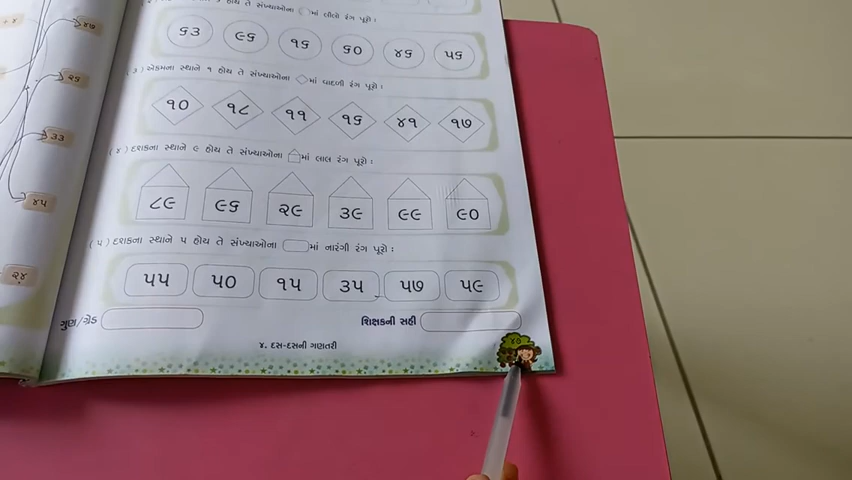 હોય તે સંખ્યાઓના માં લીલો રંગ પૂરો :
૬૩ ૯૬ ૧૬ ૬૦ ૪૬ ૫૬
(૩) એકમના સ્થાને ૧ હોય તે સંખ્યાઓના માં વાદળી રંગ પૂરો :
૧૦ ૧૮ ૧૧ ૧૬ ૪૧ ૧૭
(૪) દશકના સ્થાને ૯ હોય તે સંખ્યાઓના માં લાલ રંગ પૂરો :
૮૯ ૯૬ ૨૯ ૩૯ ૯૯ ૯૦
(૫) દશકના સ્થાને ૫ હોય તે સંખ્યાઓના માં નારંગી રંગ પૂરો :
૫૫ ૫૦ ૧૫ ૩૫ ૫૭ ૫૯
ગુણ/ગ્રેડ શિક્ષકની સહી
૪. દસ-દસની ગણતરી
૪૦
૪૭
૨૬
૩૩
૪૫
૨૪